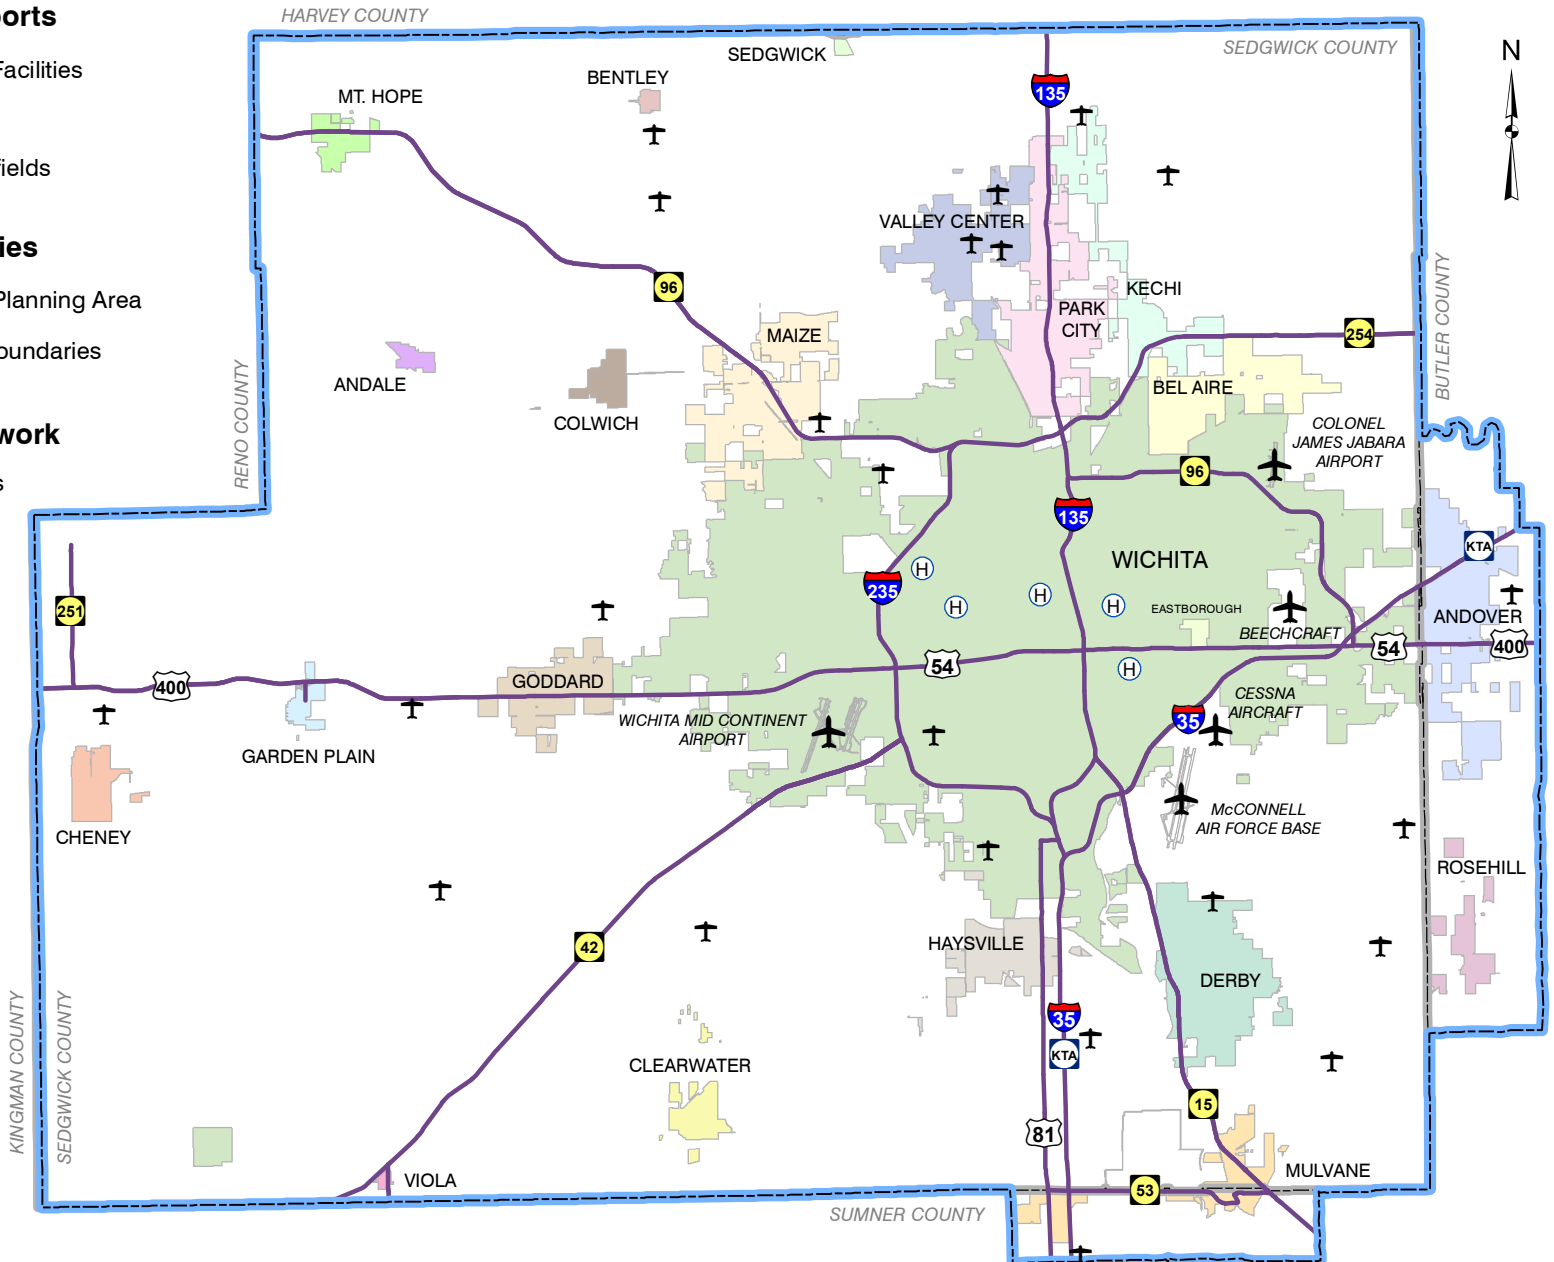 orts
Facilities
ields
ies
Planning Area
oundaries
work
s
HARVEY COUNTY
SEDGWICK COUNTY
N
SEDGWICK
BENTLEY
MT. HOPE
135
VALLEY CENTER
KECHI
BUTLER COUNTY
96
PARK
CITY
MAIZE
254
RENO COUNTY
ANDALE
COLWICH
BEL AIRE
COLONEL
JAMES JABARA
AIRPORT
96
135
KTA
WICHITA
235
H
H
H
H
EASTBOROUGH
251
ANDOVER
BEECHCRAFT
54
54
400
H
400
GODDARD
CESSNA
AIRCRAFT
35
WICHITA MID CONTINENT
AIRPORT
GARDEN PLAIN
McCONNELL
AIR FORCE BASE
CHENEY
ROSEHILL
42
HAYSVILLE
DERBY
35
KTA
KINGMAN COUNTY
SEDGWICK COUNTY
CLEARWATER
15
81
VIOLA
MULVANE
53
SUMNER COUNTY